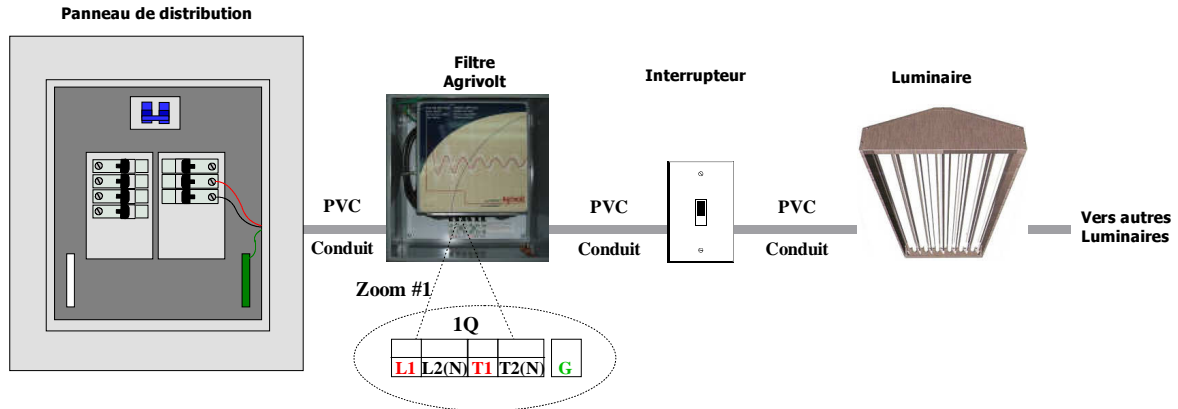 Panneau de distribution
Filtre
Agrivolt
Interrupteur
Luminaire
PVC
Conduit
PVC
Conduit
PVC
Conduit
Vers autres
Luminaires
Zoom #1
1Q
L1 L2(N) T1 T2(N) G